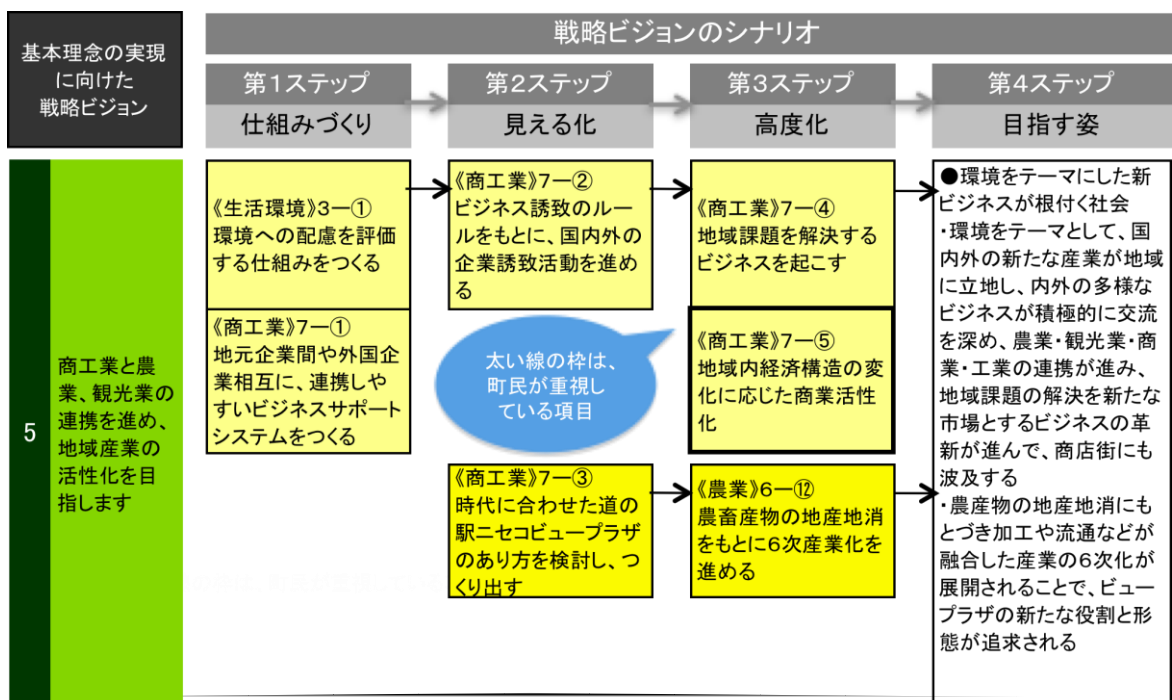 基本理念の実現
に向けた
戦略ビジョン
戦略ビジョンのシナリオ
第1ステップ
仕組みづくり
第2ステップ
見える化
第3ステップ
高度化
第4ステップ
目指す姿
5
商工業と農
業、観光業の
連携を進め、
地域産業の
活性化を目
指します
《生活環境》3ー①
環境への配慮を評価
する仕組みをつくる
《商工業》7ー①
地元企業間や外国企
業相互に、連携しや
すいビジネスサポート
システムをつくる
《商工業》7ー②
ビジネス誘致のルー
ルをもとに、国内外の
企業誘致活動を進め
る
太い線の枠は、
町民が重視し
ている項目
《商工業》7ー③
時代に合わせた道の
駅ニセコビュープラザ
のあり方を検討し、つ
くり出す
《商工業》7ー④
地域課題を解決する
ビジネスを起こす
《商工業》7ー⑤
地域内経済構造の変
化に応じた商業活性
化
《農業》6ー⑫
農畜産物の地産地消
をもとに6次産業化を
進める
●環境をテーマにした新
ビジネスが根付く社会
・環境をテーマとして、国
内外の新たな産業が地域
に立地し、内外の多様な
ビジネスが積極的に交流
を深め、農業・観光業・商
業・工業の連携が進み、
地域課題の解決を新たな
市場とするビジネスの革
新が進んで、商店街にも
波及する
・農産物の地産地消にも
とづき加工や流通などが
融合した産業の6次化が
展開されることで、ビュー
プラザの新たな役割と形
態が追求される